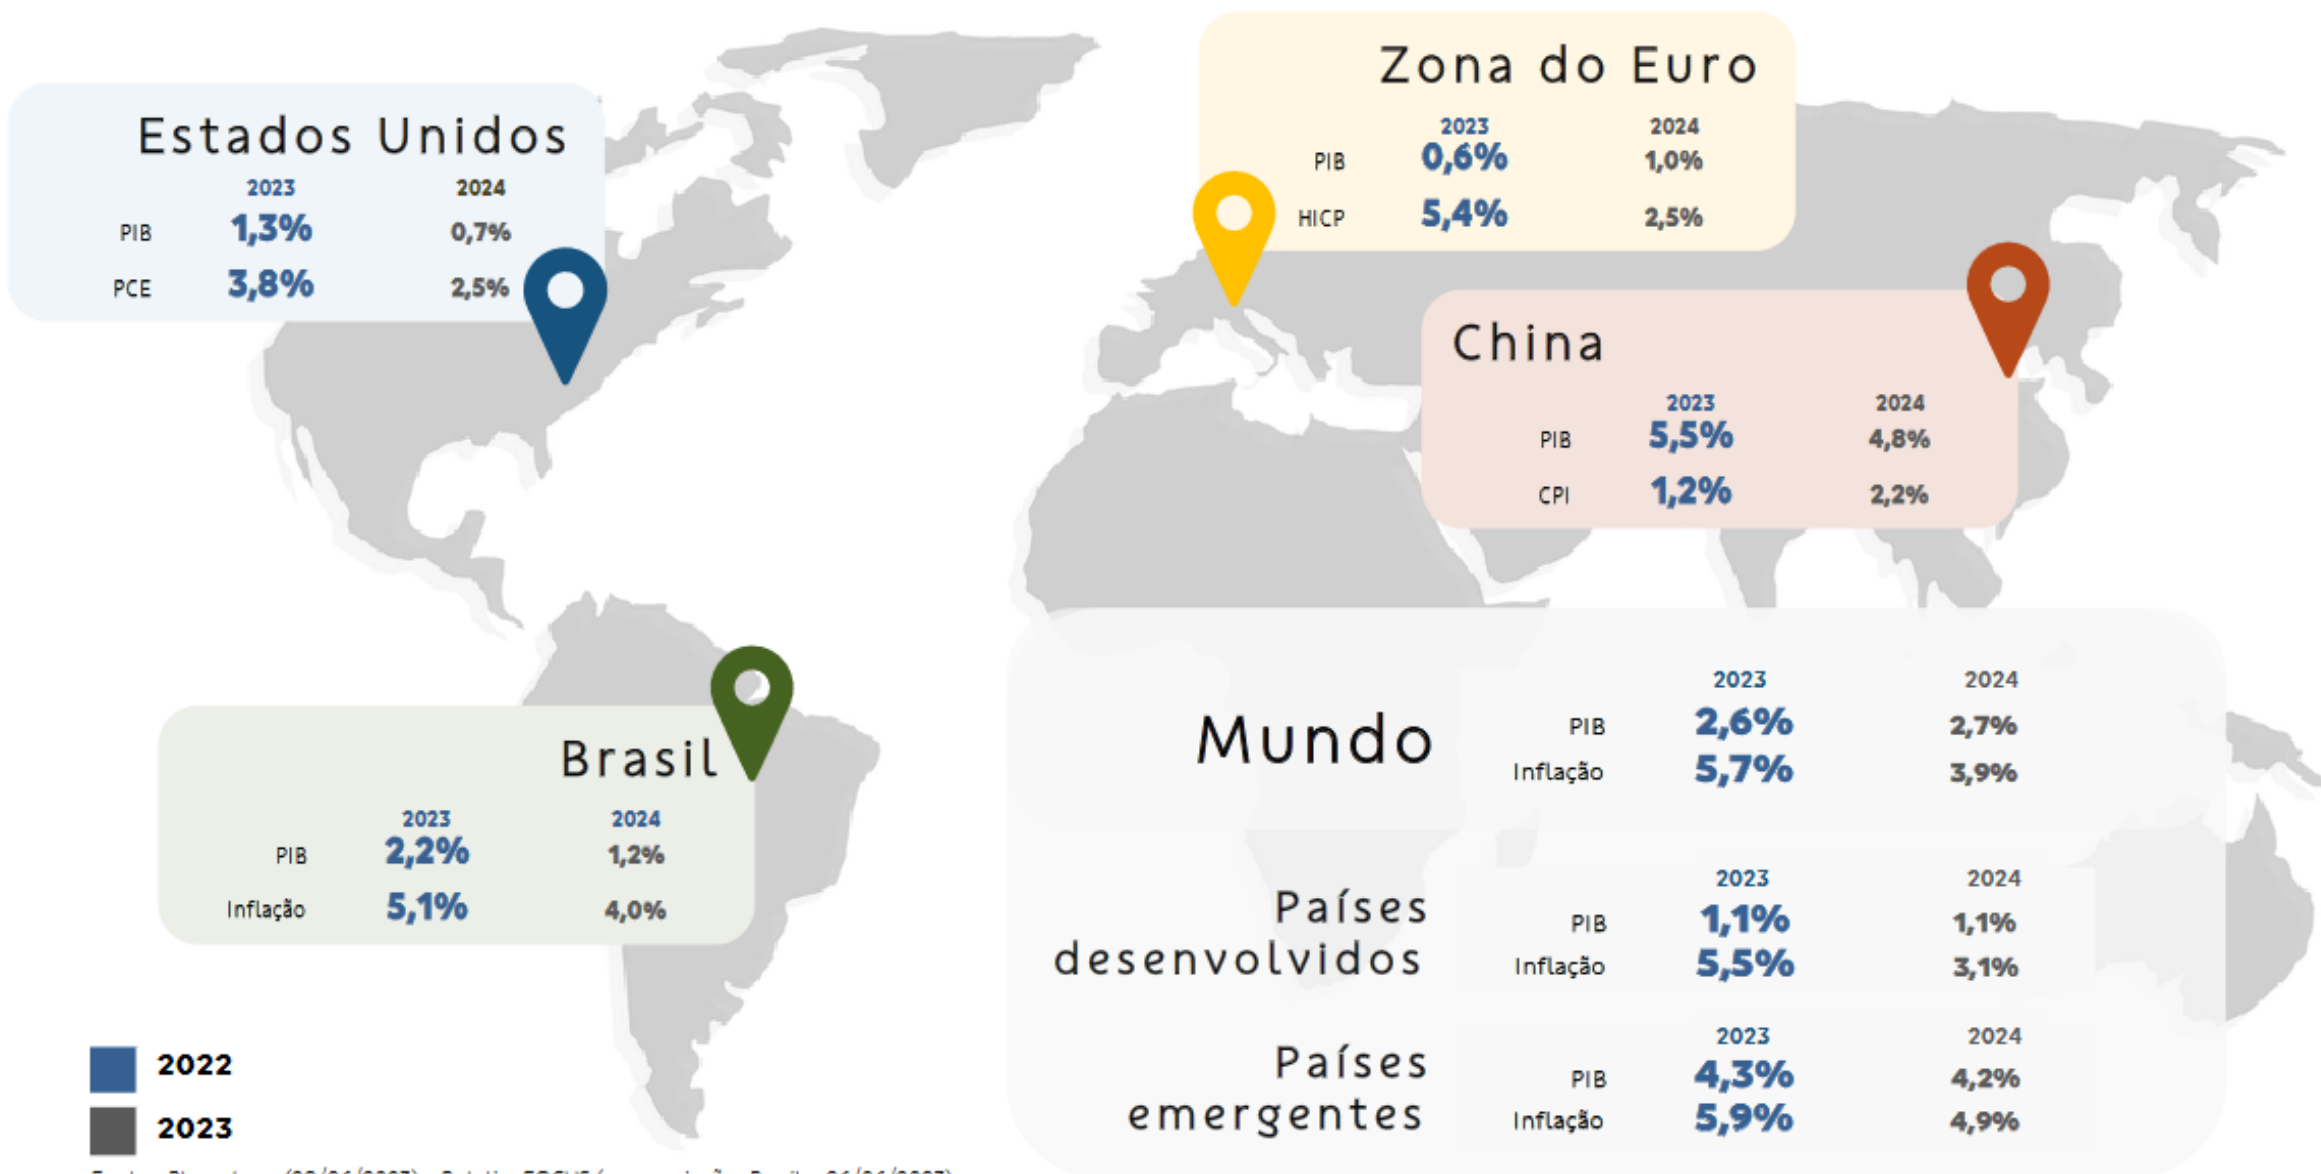 Estados Unidos
2023 2024
PIB 1,3% 0,7%
PCE 3,8% 2,5%
Zona do Euro
2023 2024
PIB 0,6% 1,0%
HICP 5,4% 2,5%
China
2023 2024
PIB 5,5% 4,8%
CPI 1,2% 2,2%
Brasil
2023 2024
PIB 2,2% 1,2%
Inflação 5,1% 4,0%
Mundo
2023 2024
PIB 2,6% 2,7%
Inflação 5,7% 3,9%
Países
desenvolvidos
2023 2024
PIB 1,1% 1,1%
Inflação 5,5% 3,1%
Países
emergentes
2023 2024
PIB 4,3% 4,2%
Inflação 5,9% 4,9%
2022
2023